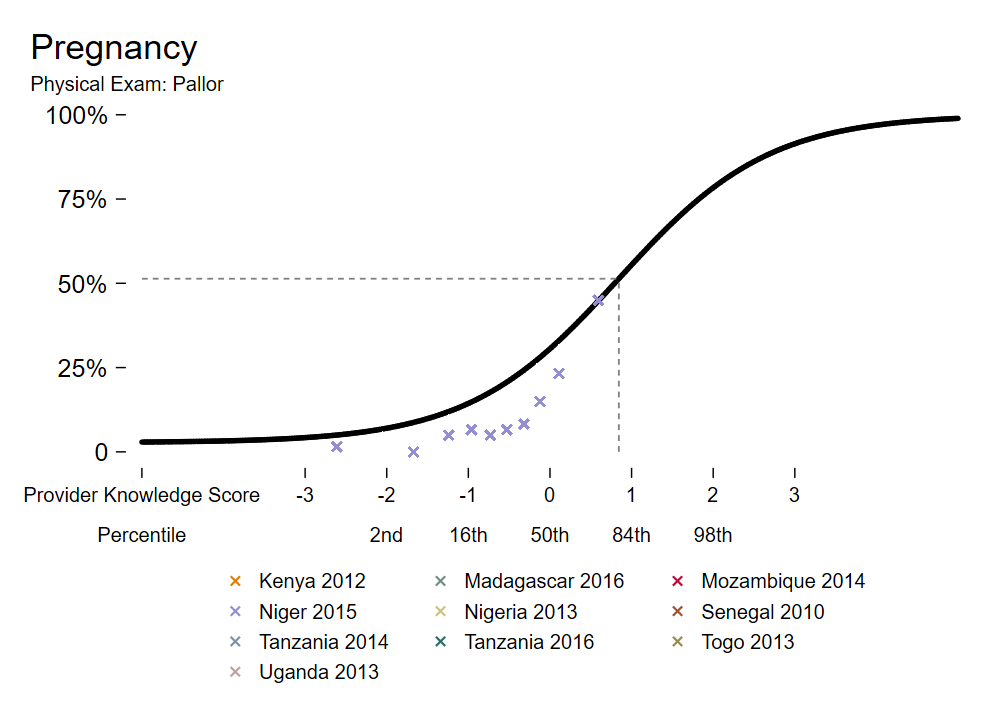 Pregnancy
Physical Exam: Pallor
100%
75%
50%
25%
0
Provider Knowledge Score -3 -2 -1 0 1 2 3
Percentile 2nd 16th 50th 84th 98th
Kenya 2012 Madagascar 2016 Mozambique 2014
Niger 2015 Nigeria 2013 Senegal 2010
Tanzania 2014 Tanzania 2016 Togo 2013
Uganda 2013